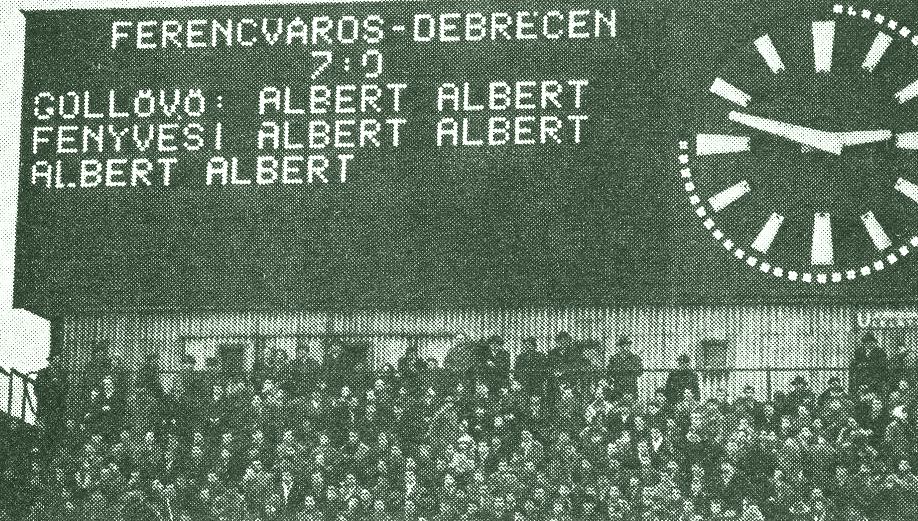 FERENCVÁROS-DEBRECEN
7:0
GÓLLÖVŐ: ALBERT ALBERT
FENYVESI ALBERT ALBERT
ALBERT ALBERT